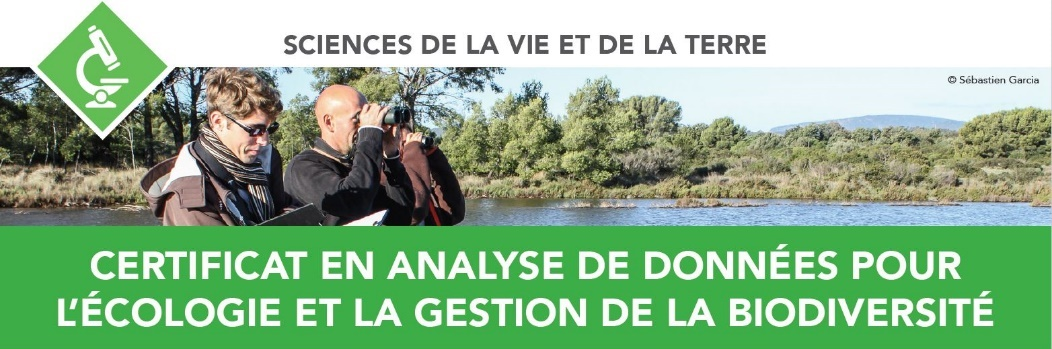 SCIENCES DE LA VIE ET DE LA TERRE
© Sébastien Garcia
CERTIFICAT EN ANALYSE DE DONNÉES POUR
L’ÉCOLOGIE ET LA GESTION DE LA BIODIVERSITÉ